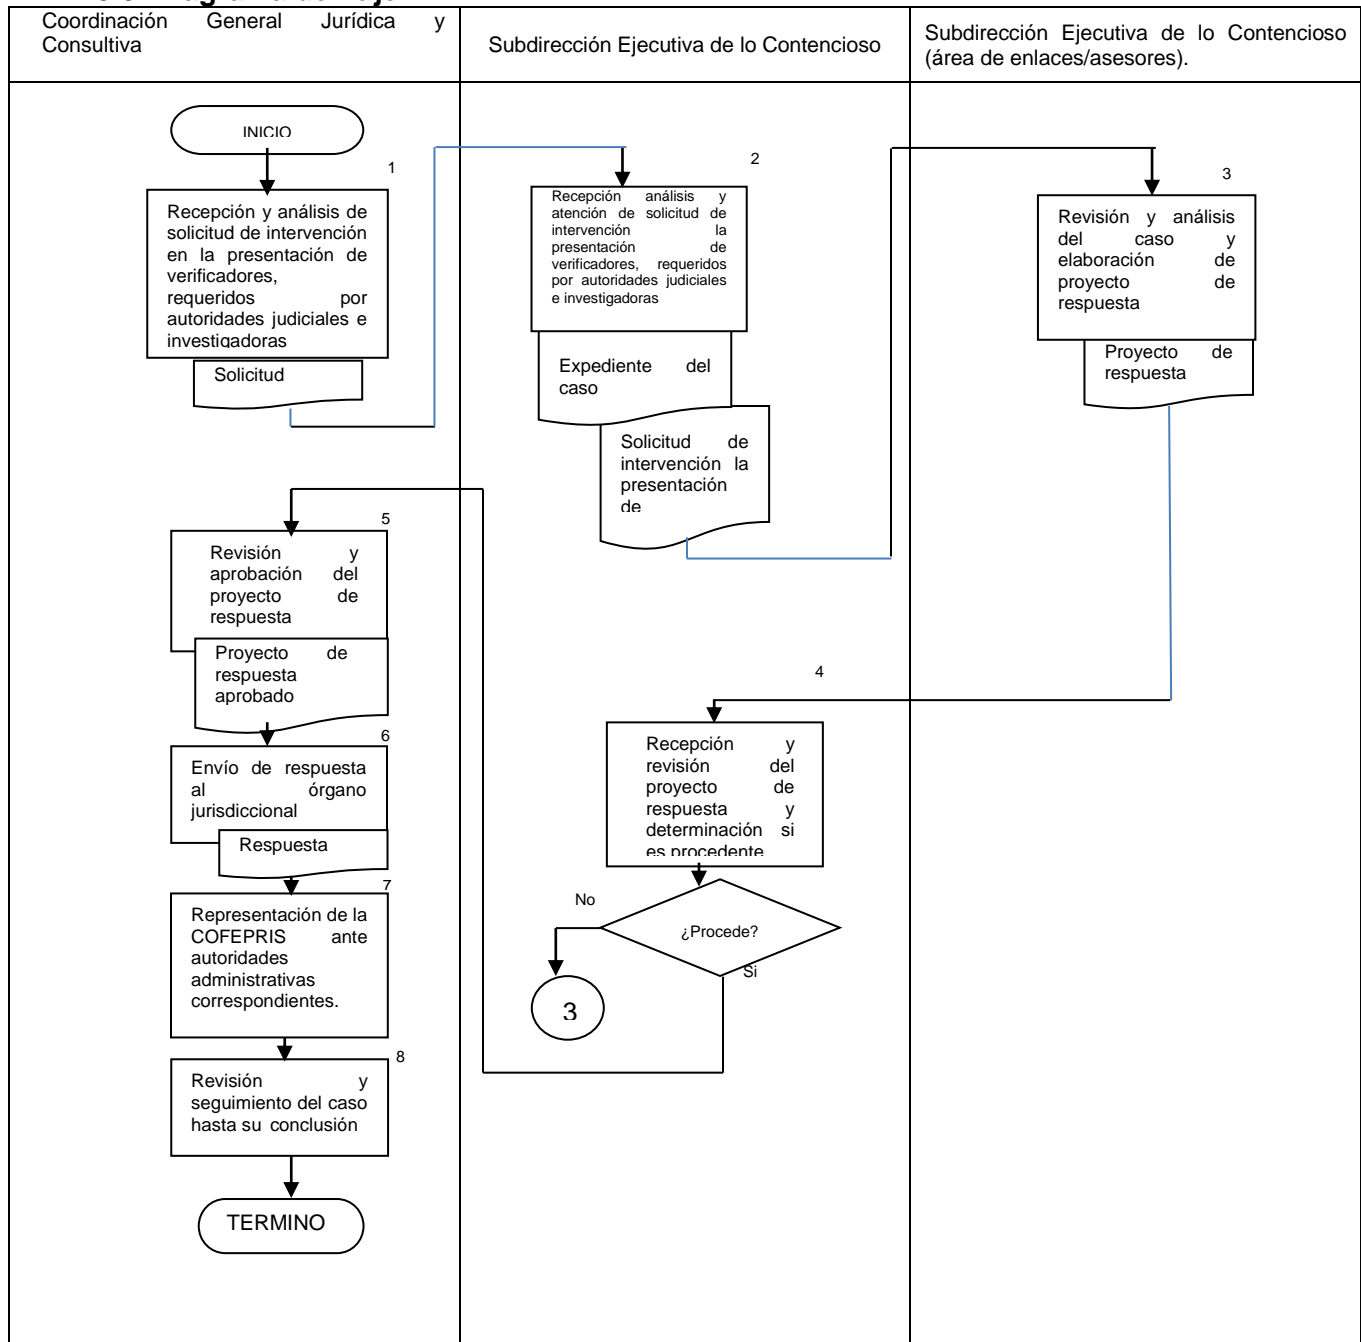 Coordinación General Jurídica y
Consultiva
Subdirección Ejecutiva de lo Contencioso
Subdirección Ejecutiva de lo Contencioso
(área de enlaces/asesores).
INICIO
1
Recepción y análisis de
solicitud de intervención
en la presentación de
verificadores,
requeridos por
autoridades judiciales e
investigadoras
Solicitud
2
Recepción análisis y
atención de solicitud de
intervención la
presentación de
verificadores, requeridos
por autoridades judiciales
e investigadoras
Expediente del
caso
Solicitud de
intervención la
presentación
de
3
Revisión y análisis
del caso y
elaboración de
proyecto de
respuesta
Proyecto de
respuesta
4
Recepción y
revisión del
proyecto de
respuesta y
determinación si
es procedente
¿Procede?
No
3
Si
5
Revisión y
aprobación del
proyecto de
respuesta
Proyecto de
respuesta
aprobado
6
Envío de respuesta
al órgano
jurisdiccional
Respuesta
7
Representación de la
COFEPRIS ante
autoridades
administrativas
correspondientes.
8
Revisión y
seguimiento del caso
hasta su conclusión
TERMINO